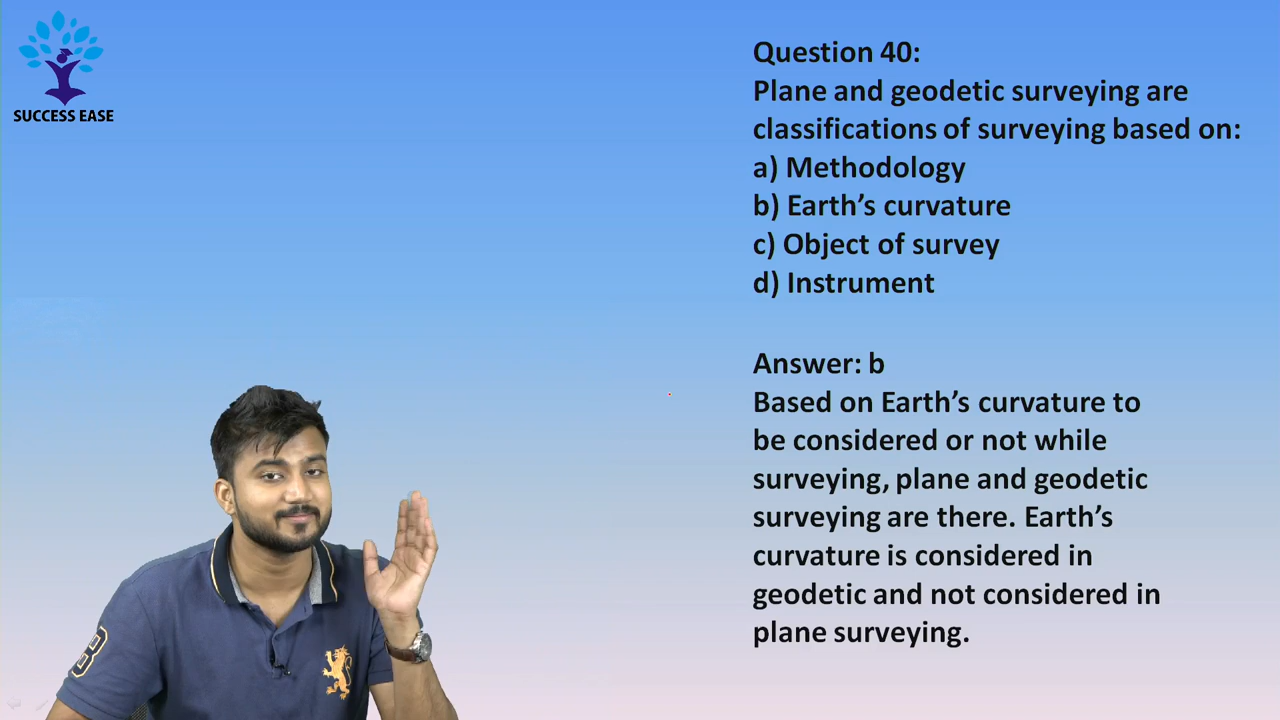 SUCCESS EASE
Question 40:
Plane and geodetic surveying are
classifications of surveying based on:
a) Methodology
b) Earth’s curvature
c) Object of survey
d) Instrument
Answer: b
Based on Earth’s curvature to
be considered or not while
surveying, plane and geodetic
surveying are there. Earth’s
curvature is considered in
geodetic and not considered in
plane surveying.
B